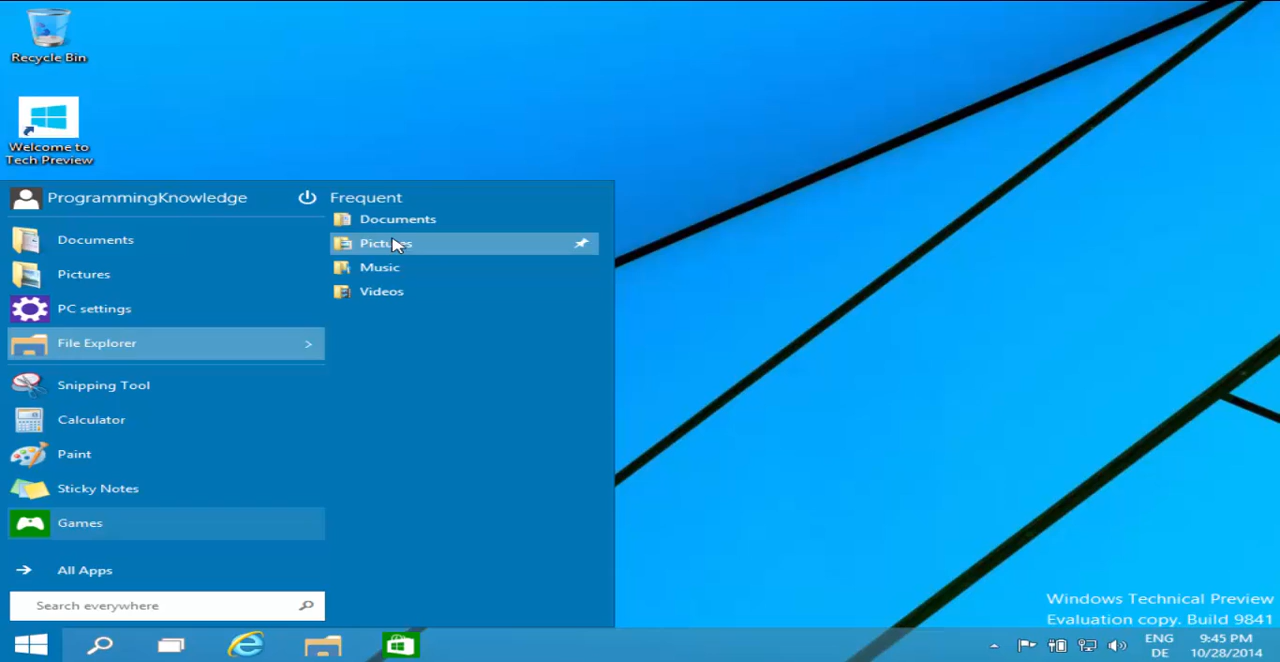 Recycle Bin
Welcome to
Tech Preview
ProgrammingKnowledge
Documents
Pictures
PC settings
File Explorer
Snipping Tool
Calculator
Paint
Sticky Notes
Games
All Apps
Search everywhere
Frequent
Documents
Pictures
Music
Videos
Windows Technical Preview
Evaluation copy. Build 9841
ENG
DE
9:45 PM
10/28/2014